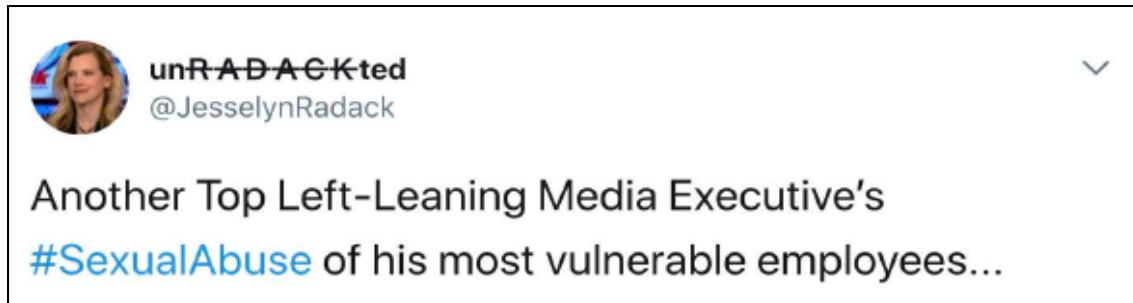 unRADACKted
@JesselynRadack
Another Top Left-Leaning Media Executive’s
#SexualAbuse of his most vulnerable employees...